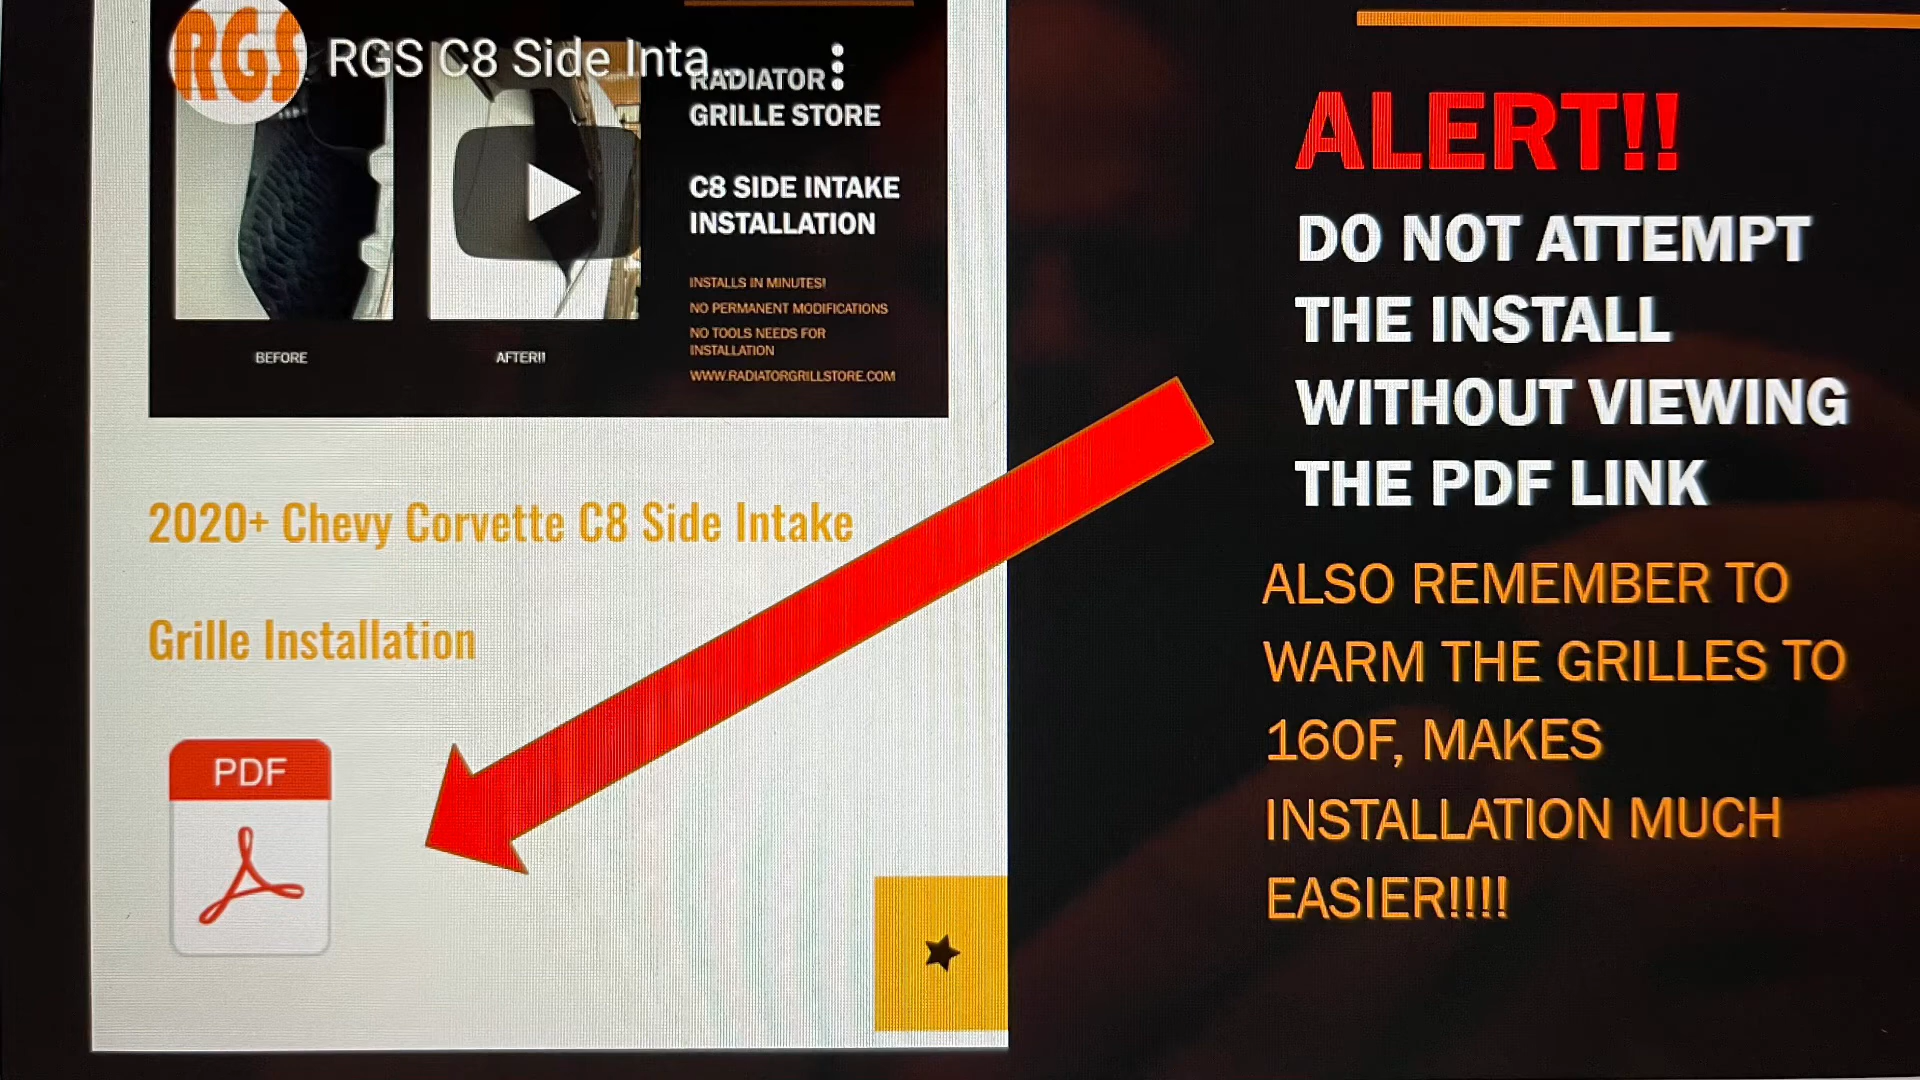 RGS
RGS C8 Side Inta...
RADIATOR
GRILLE STORE
C8 SIDE INTAKE
INSTALLATION
INSTALLS IN MINUTES!
NO PERMANENT MODIFICATIONS
NO TOOLS NEEDS FOR
INSTALLATION
WWW.RADIATORGRILLSTORE.COM
BEFORE
AFTER!!
2020+ Chevy Corvette C8 Side Intake
Grille Installation
PDF
ALERT!!
DO NOT ATTEMPT
THE INSTALL
WITHOUT VIEWING
THE PDF LINK
ALSO REMEMBER TO
WARM THE GRILLES TO
160F, MAKES
INSTALLATION MUCH
EASIER!!!!